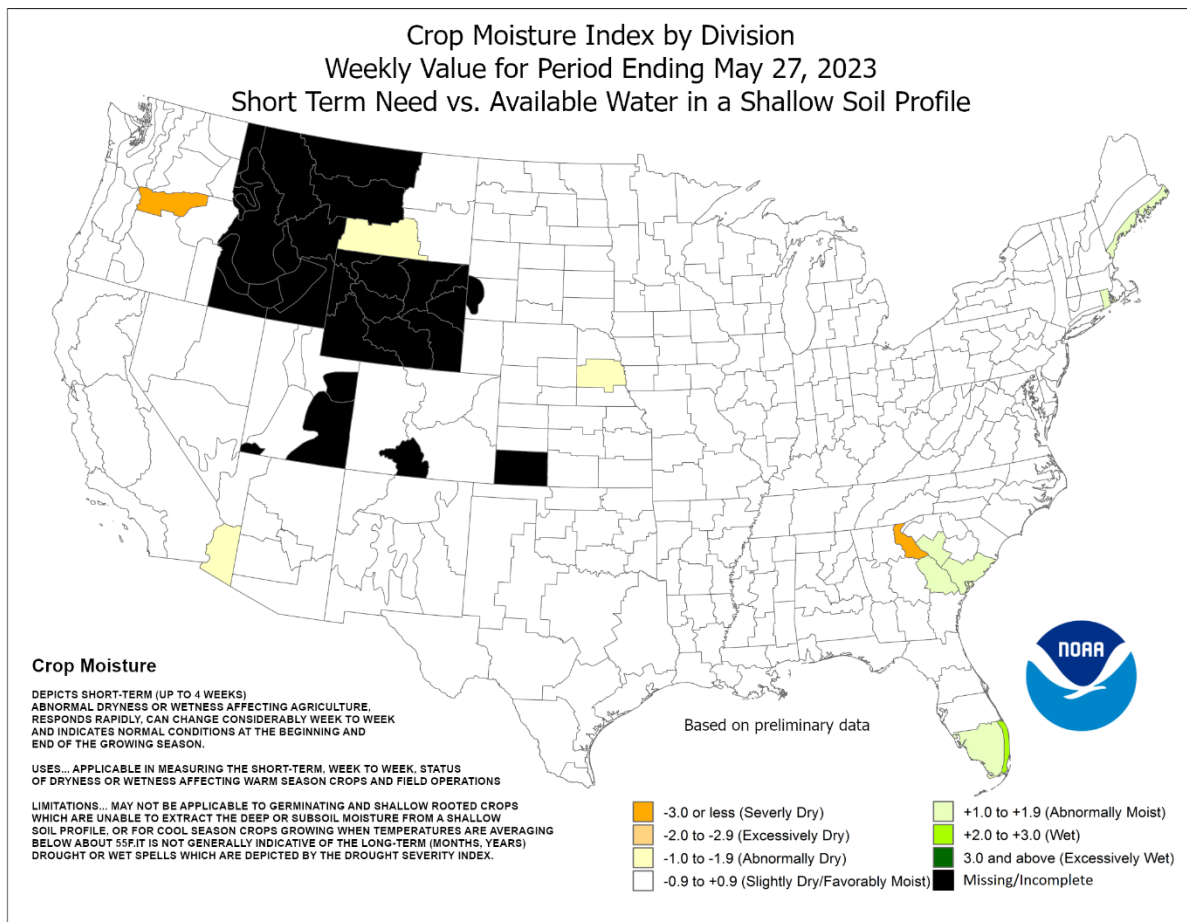 Crop Moisture Index by Division
Weekly Value for Period Ending May 27, 2023
Short Term Need vs. Available Water in a Shallow Soil Profile
NOAA
Crop Moisture
DEPICTS SHORT-TERM (UP TO 4 WEEKS)
ABNORMAL DRYNESS OR WETNESS AFFECTING AGRICULTURE,
RESPONDS RAPIDLY, CAN CHANGE CONSIDERABLY WEEK TO WEEK
AND INDICATES NORMAL CONDITIONS AT THE BEGINNING AND
END OF THE GROWING SEASON.
USES... APPLICABLE IN MEASURING THE SHORT-TERM, WEEK TO WEEK, STATUS
OF DRYNESS OR WETNESS AFFECTING WARM SEASON CROPS AND FIELD OPERATIONS
LIMITATIONS... MAY NOT BE APPLICABLE TO GERMINATING AND SHALLOW ROOTED CROPS
WHICH ARE UNABLE TO EXTRACT THE DEEP OR SUBSOIL MOISTURE FROM A SHALLOW
SOIL PROFILE, OR FOR COOL SEASON CROPS GROWING WHEN TEMPERATURES ARE AVERAGING
BELOW ABOUT 55F.IT IS NOT GENERALLY INDICATIVE OF THE LONG-TERM (MONTHS, YEARS)
DROUGHT OR WET SPELLS WHICH ARE DEPICTED BY THE DROUGHT SEVERITY INDEX.
Based on preliminary data
-3.0 or less (Severly Dry)
-2.0 to -2.9 (Excessively Dry)
-1.0 to -1.9 (Abnormally Dry)
-0.9 to +0.9 (Slightly Dry/Favorably Moist)
+1.0 to +1.9 (Abnormally Moist)
+2.0 to +3.0 (Wet)
3.0 and above (Excessively Wet)
Missing/Incomplete